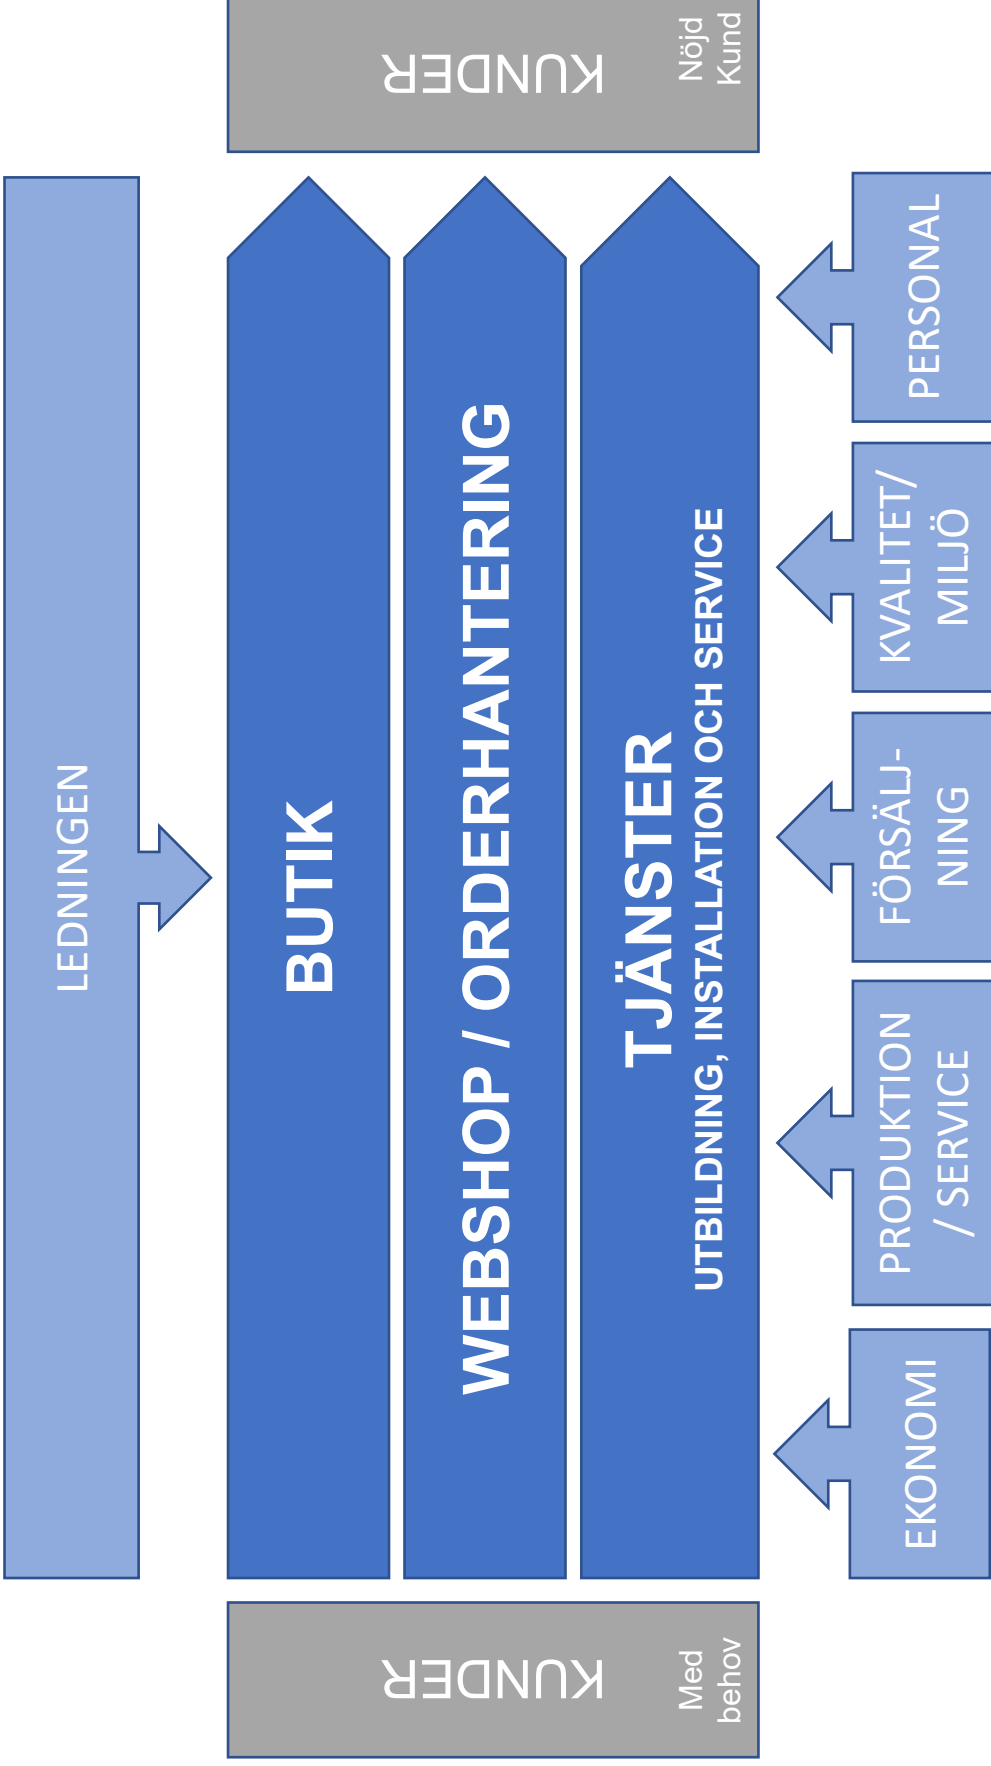 LEDNINGEN
KUNDER
Med
behov
BUTIK
WEBSHOP / ORDERHANTERING
TJÄNSTER
UTBILDNING, INSTALLATION OCH SERVICE
KUNDER
Nöjd
Kund
EKONOMI
PRODUKTION
/ SERVICE
FÖRSÄLJ-
NING
KVALITET/
MILJÖ
PERSONAL